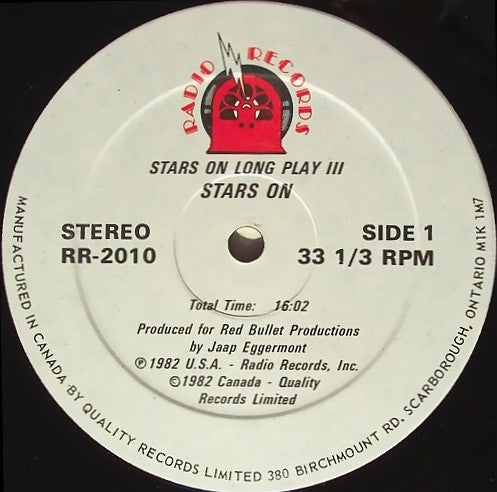 RADIO RECORDS
STARS ON LONG PLAY III
STARS ON
STEREO
RR-2010
SIDE 1
33 1/3 RPM
Total Time: 16:02
Produced for Red Bullet Productions
by Jaap Eggermont
℗1982 U.S.A. - Radio Records, Inc.
©1982 Canada - Quality
Records Limited
MANUFACTURED IN CANADA BY QUALITY RECORDS LIMITED 380 BIRCHMOUNT RD. SCARBOROUGH, ONTARIO M1K 1M7